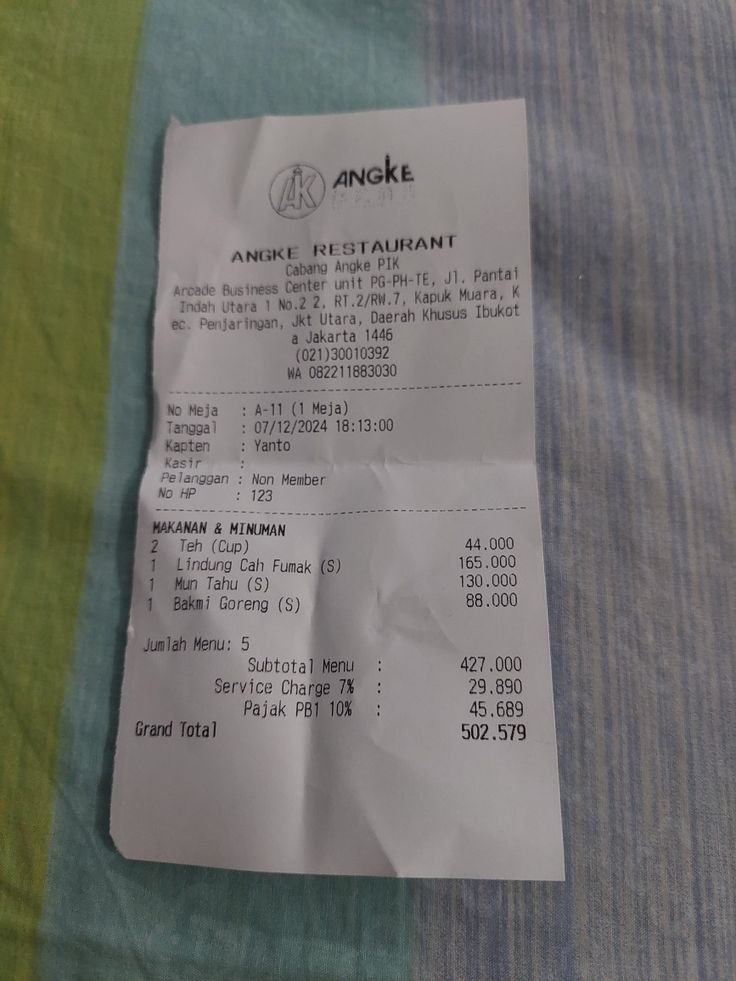 AK ANGKE
ANGKE RESTAURANT
Cabang Angke PIK
Arcade Business Center unit PG-PH-TE, Jl. Pantai
Indah Utara 1 No.2 2, RT.2/RW.7, Kapuk Muara, K
ec. Penjaringan, Jkt Utara, Daerah Khusus Ibukot
a Jakarta 1446
(021)30010392
WA 082211883030
No Meja : A-11 (1 Meja)
Tanggal : 07/12/2024 18:13:00
Kapten : Yanto
Kasir :
Pelanggan : Non Member
No HP : 123
MAKANAN & MINUMAN
2 Teh (Cup) 44.000
1 Lindung Cah Fumak (S) 165.000
1 Mun Tahu (S) 130.000
1 Bakmi Goreng (S) 88.000
Jumlah Menu: 5
Subtotal Menu : 427.000
Service Charge 7% : 29.890
Pajak PB1 10% : 45.689
Grand Total 502.579